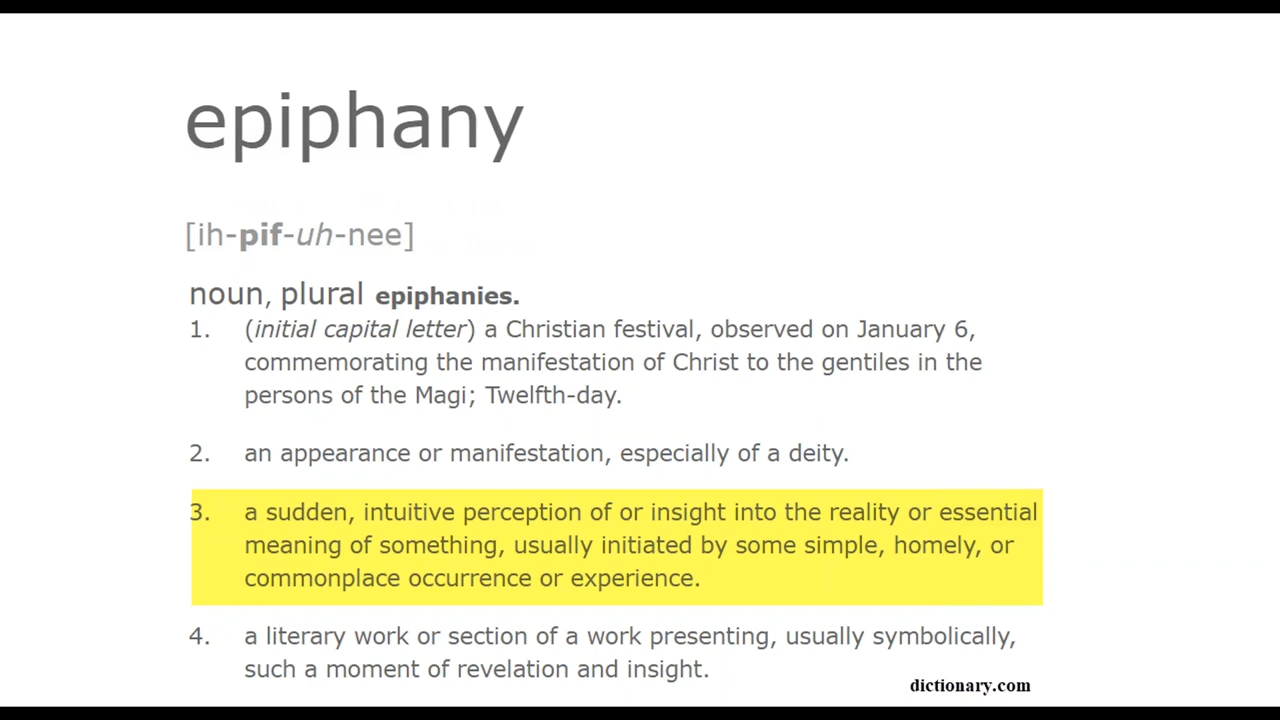 epiphany
[ih-pif-uh-nee]
noun, plural epiphanies.
1. (initial capital letter) a Christian festival, observed on January 6,
commemorating the manifestation of Christ to the gentiles in the
persons of the Magi; Twelfth-day.
2. an appearance or manifestation, especially of a deity.
3. a sudden, intuitive perception of or insight into the reality or essential
meaning of something, usually initiated by some simple, homely, or
commonplace occurrence or experience.
4. a literary work or section of a work presenting, usually symbolically,
such a moment of revelation and insight.
dictionary.com